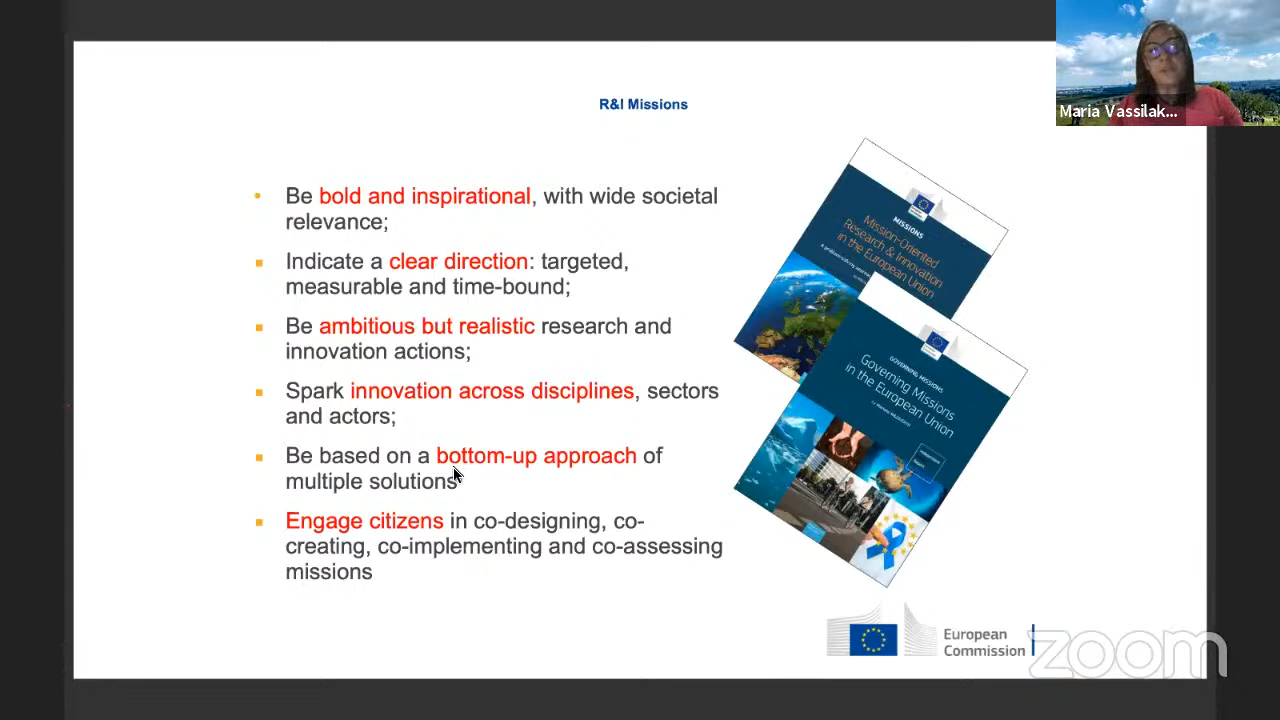 R&I Missions
Maria Vassilak...
• Be bold and inspirational, with wide societal
relevance;
▪ Indicate a clear direction: targeted,
measurable and time-bound;
▪ Be ambitious but realistic research and
innovation actions;
▪ Spark innovation across disciplines, sectors
and actors;
▪ Be based on a bottom-up approach of
multiple solutions
▪ Engage citizens in co-designing, co-
creating, co-implementing and co-assessing
missions
MISSIONS
Mission-Oriented
Research & Innovation
in the European Union
GOVERNING MISSIONS
Governing Missions
in the European Union
European
Commission
zoom